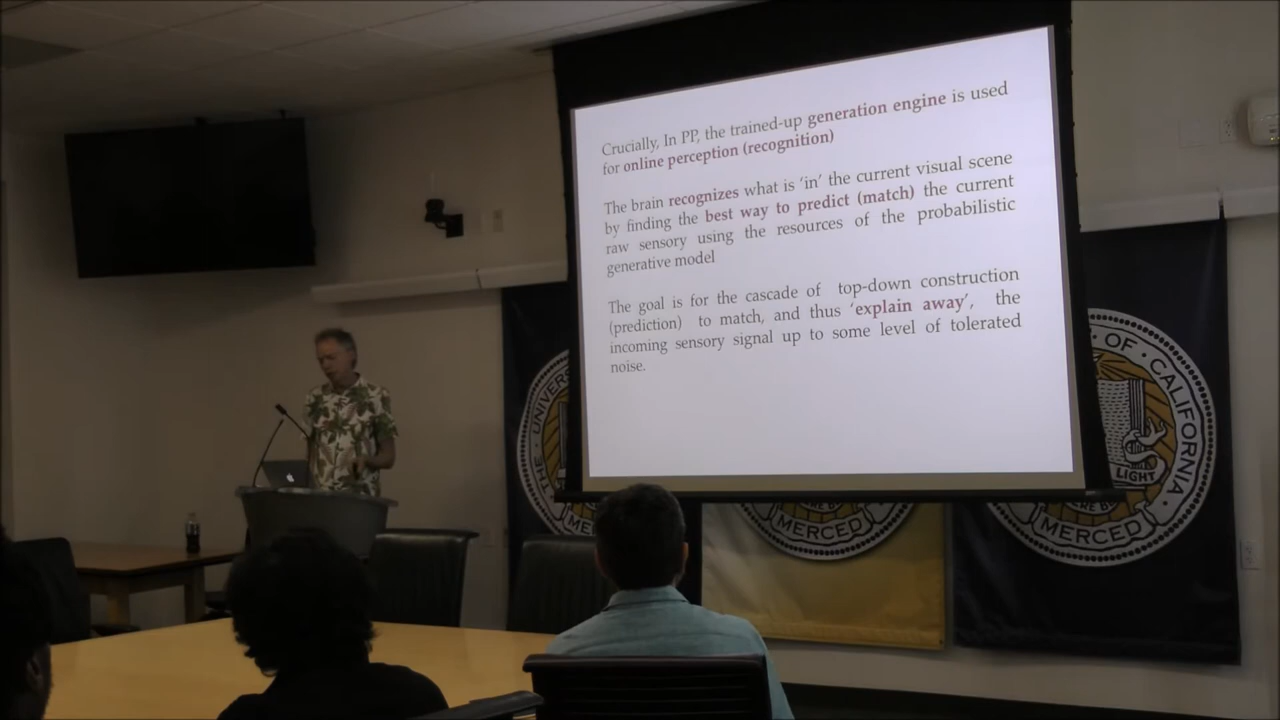 Crucially, In PP, the trained-up generation engine is used
for online perception (recognition)
The brain recognizes what is 'in' the current visual scene
by finding the best way to predict (match) the current
raw sensory using the resources of the probabilistic
generative model
The goal is for the cascade of top-down construction
(prediction) to match, and thus 'explain away', the
incoming sensory signal up to some level of tolerated
noise.
THE UNIVER
ME
MERCED
OF CALIFORNIA
LIGHT
MERCED